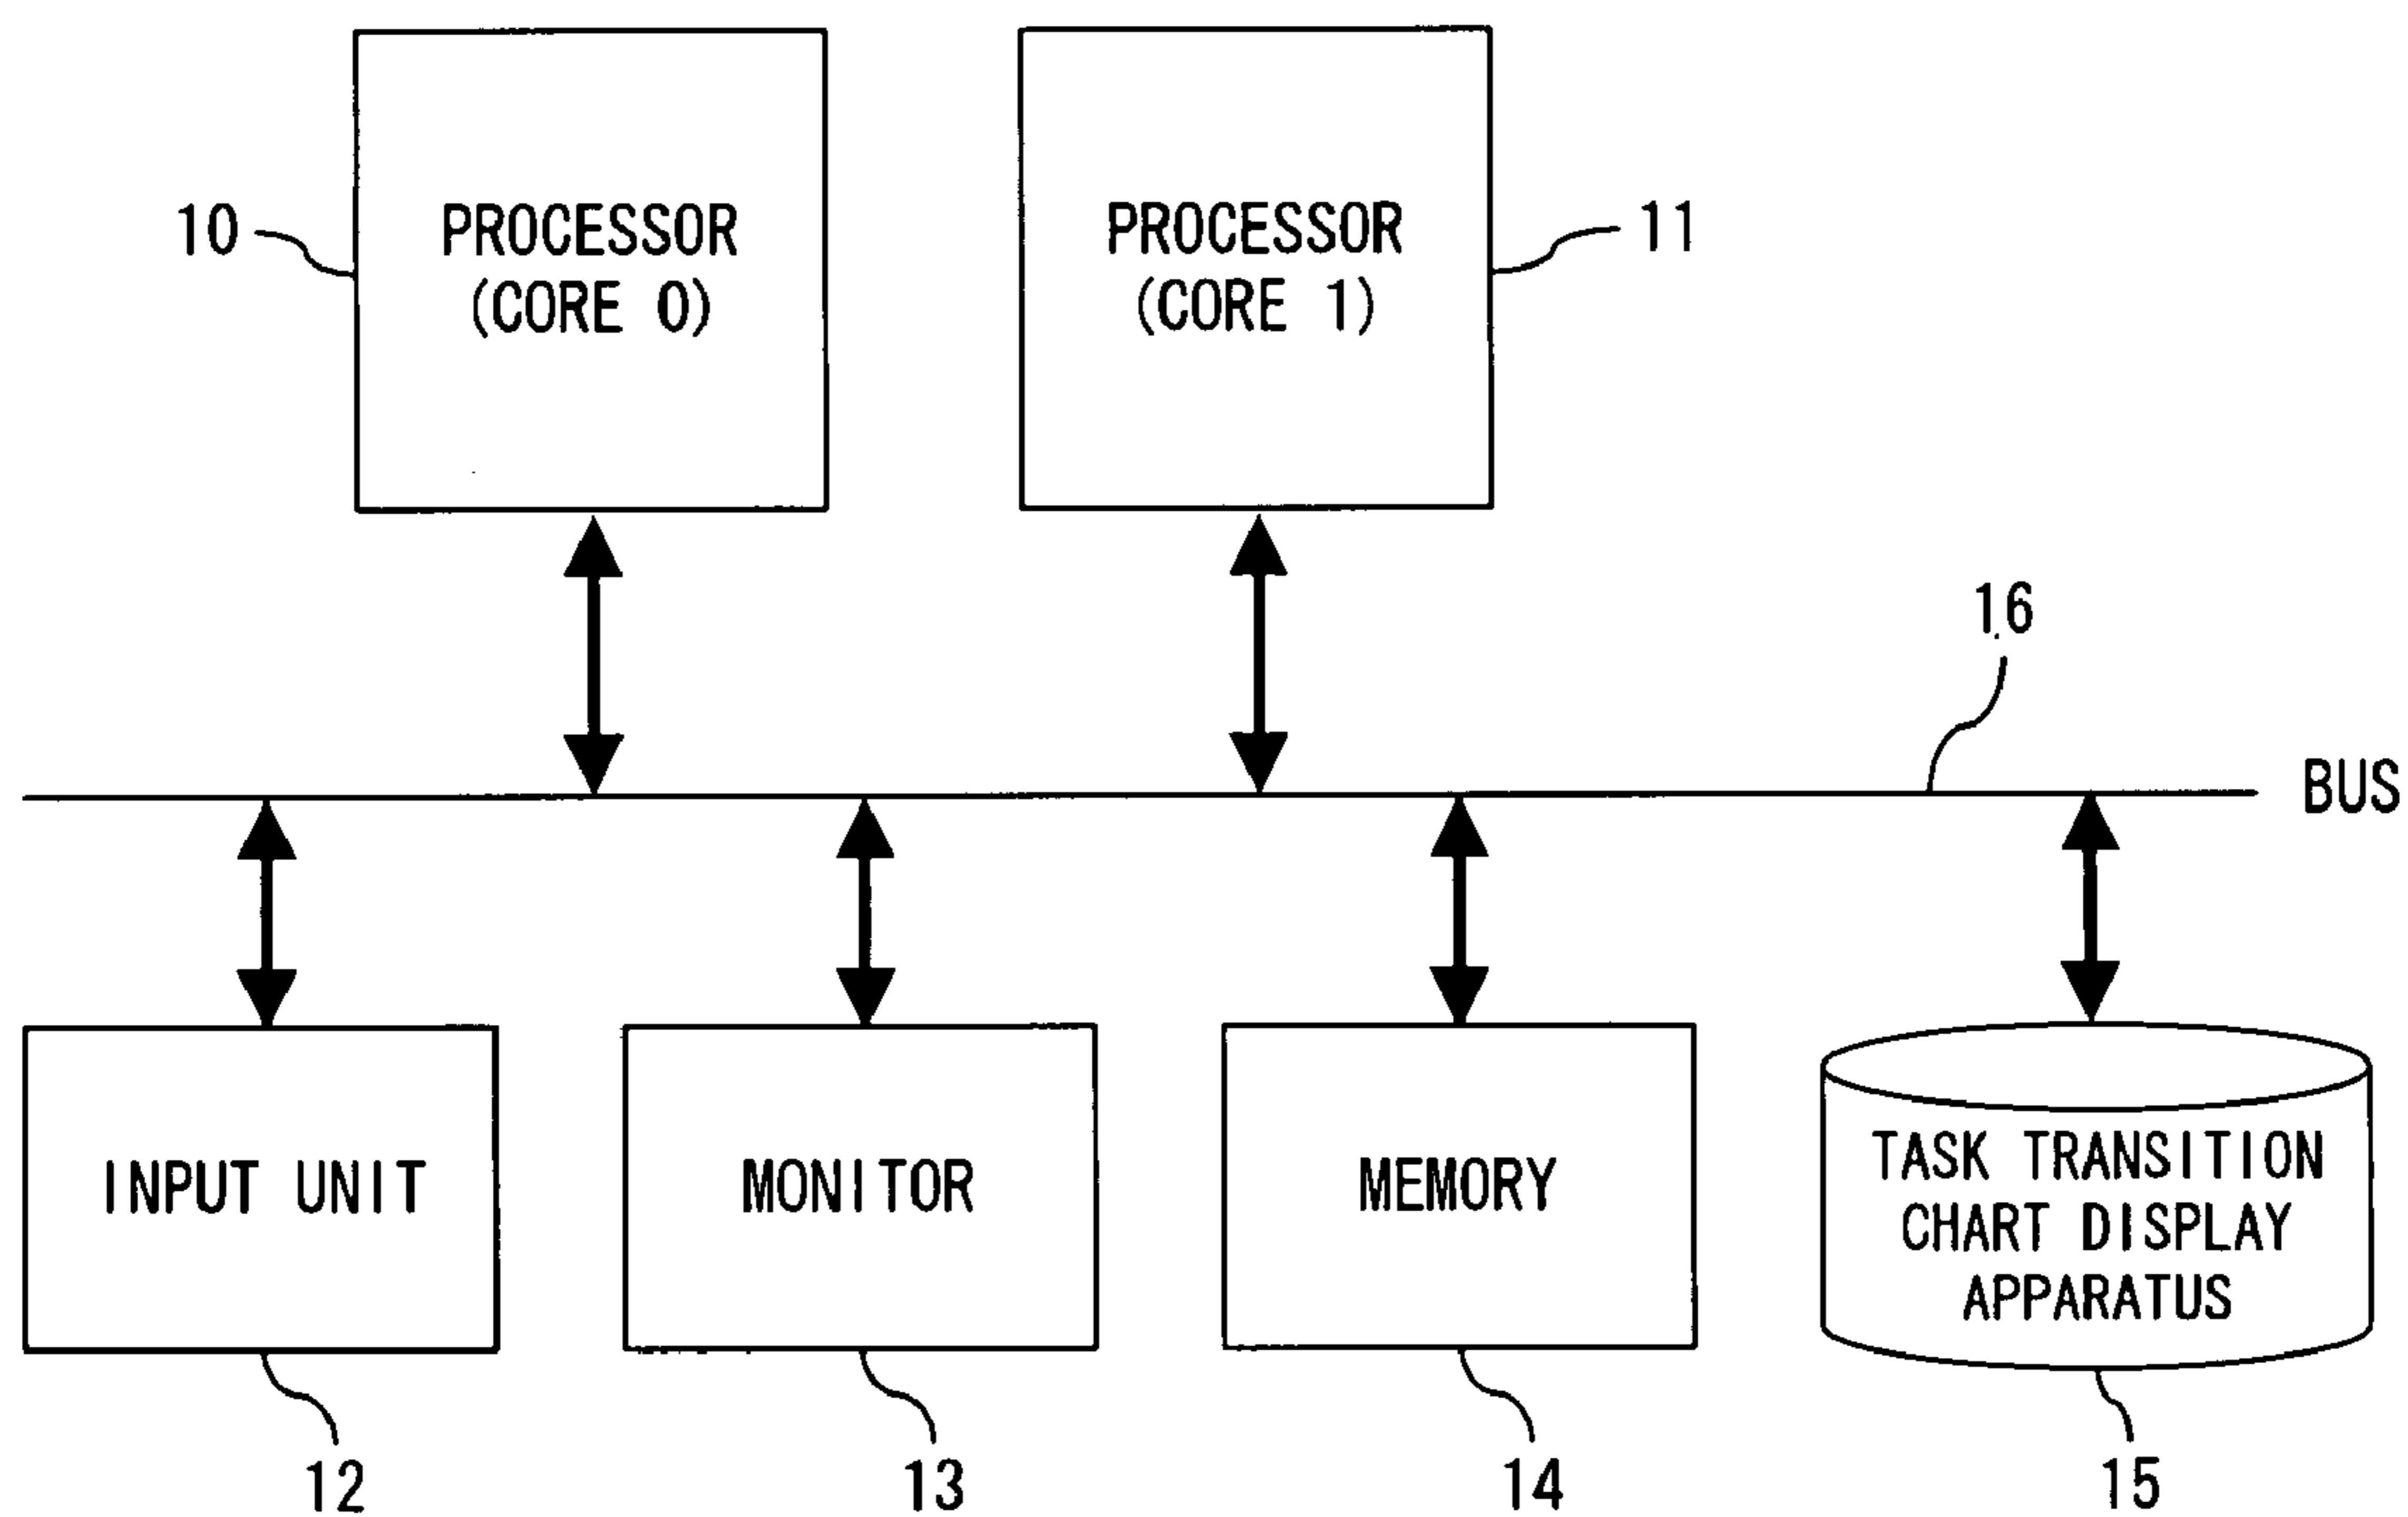 10
PROCESSOR
(CORE 0)
PROCESSOR
(CORE 1)
11
16
BUS
INPUT UNIT
MONITOR
MEMORY
TASK TRANSITION
CHART DISPLAY
APPARATUS
12
13
14
15